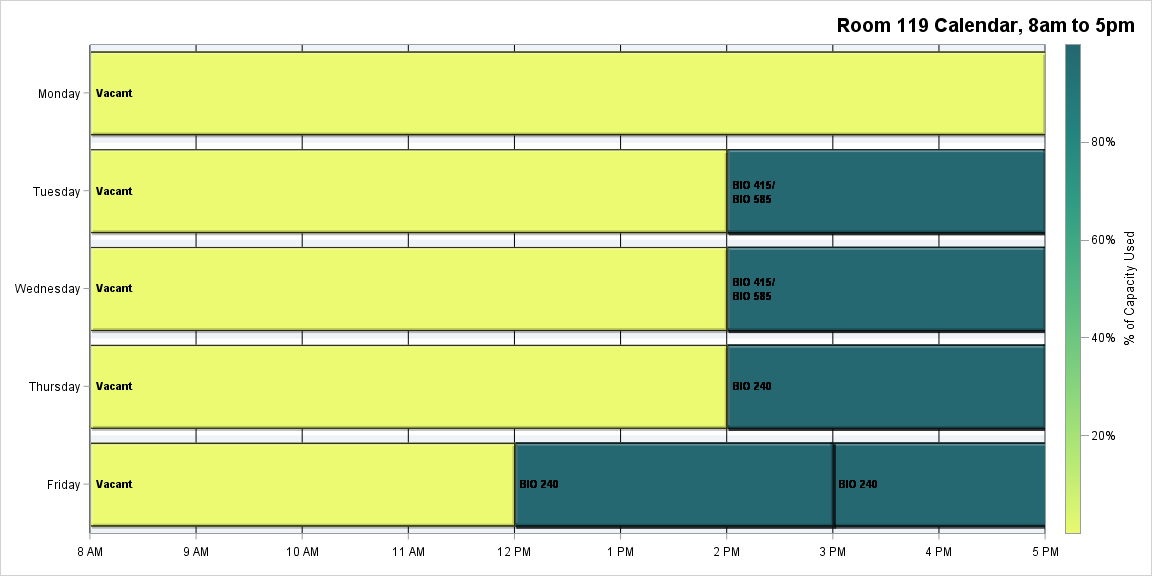 Room 119 Calendar, 8am to 5pm
Monday
Vacant
Tuesday
Vacant
BIO 415/
BIO 585
Wednesday
Vacant
BIO 415/
BIO 585
Thursday
Vacant
BIO 240
Friday
Vacant
BIO 240
BIO 240
8 AM 9 AM 10 AM 11 AM 12 PM 1 PM 2 PM 3 PM 4 PM 5 PM
80%
60%
40%
20%
% of Capacity Used